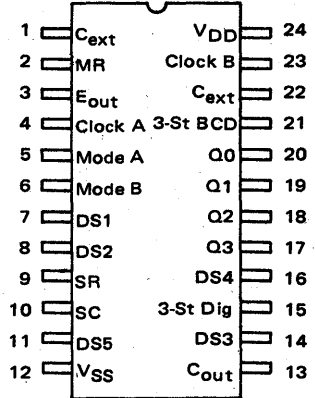 1 Cext VDD 24
2 MR Clock B 23
3 Eout Cext 22
4 Clock A 3-St BCD 21
5 Mode A Q0 20
6 Mode B Q1 19
7 DS1 Q2 18
8 DS2 Q3 17
9 SR DS4 16
10 SC 3-St Dig 15
11 DS5 DS3 14
12 VSS Cout 13